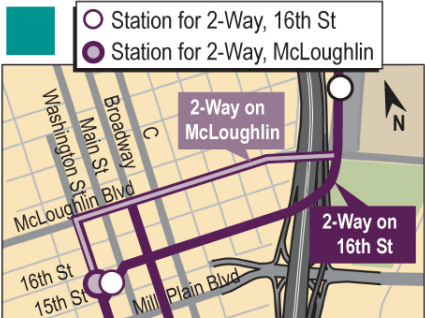 Station for 2-Way, 16th St
Station for 2-Way, McLoughlin
2-Way on
McLoughlin
N
Washington St
Main St
Broadway
C
McLoughlin Blvd
2-Way on
16th St
16th St
15th St
Mill Plain Blvd